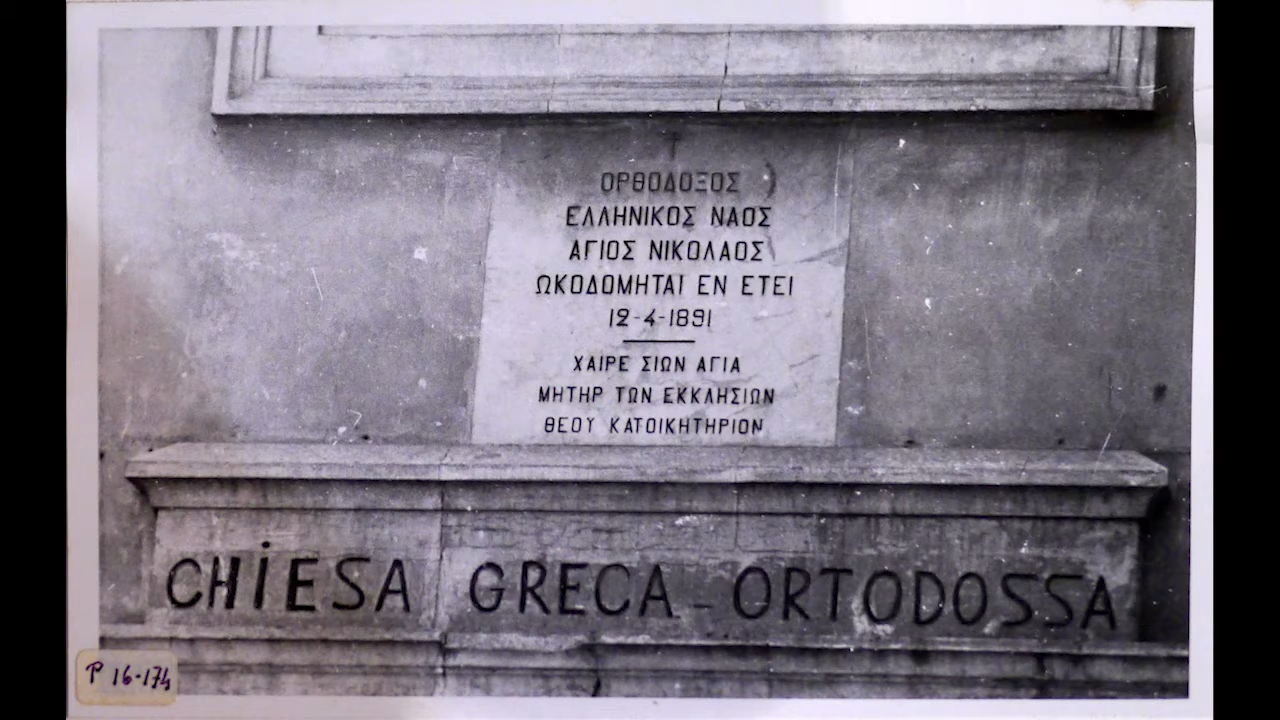 ΟΡΘΟΔΟΞΟΣ
ΕΛΛΗΝΙΚΟΣ ΝΑΟΣ
ΑΓΙΟΣ ΝΙΚΟΛΑΟΣ
ΩΚΟΔΟΜΗΤΑΙ ΕΝ ΕΤΕΙ
12-4-1891
ΧΑΙΡΕ ΣΙΩΝ ΑΓΙΑ
ΜΗΤΗΡ ΤΩΝ ΕΚΚΛΗΣΙΩΝ
ΘΕΟΥ ΚΑΤΟΙΚΗΤΗΡΙΟΝ
CHiESA GRECA - ORTODOSSA
P 16-174